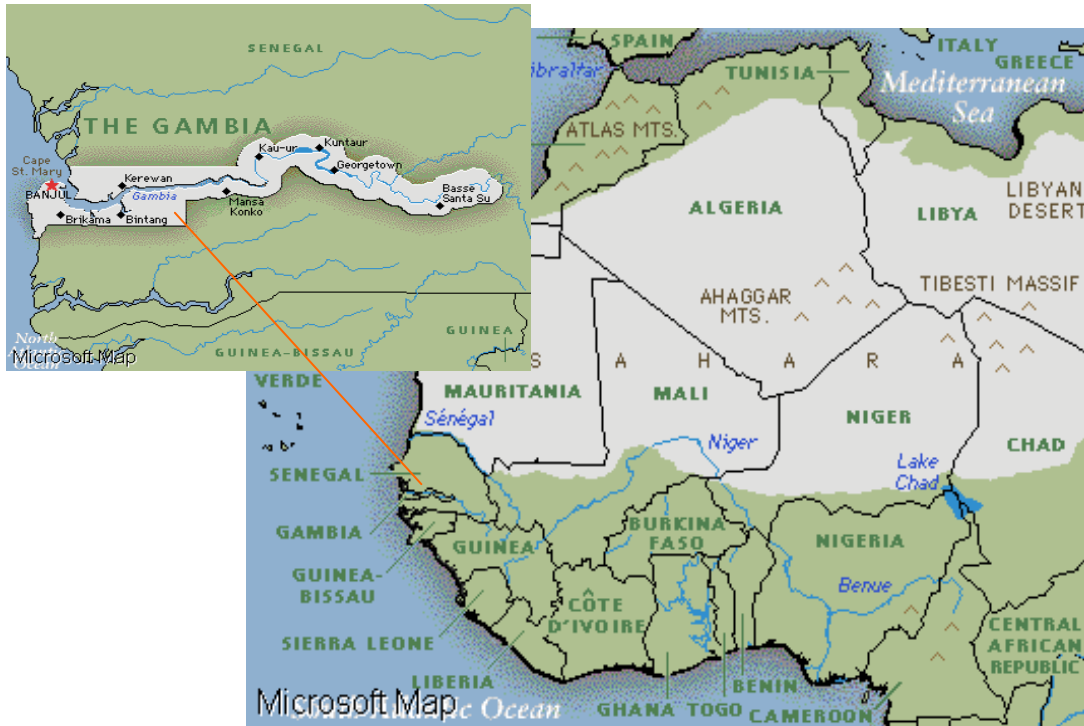 SENEGAL
THE GAMBIA
Kuntaur
Kau-ur
Georgetown
Cape
St. Mary
Kerewan
BANJUL
Gambia
Mansa
Konko
Basse
Santa Su
Brikama
Bintang
GUINEA
North
Ocean
GUINEA-BISSAU
Microsoft Map
SPAIN
ITALY
GREECE
TUNISIA
Mediterranean
Sea
ATLAS MTS.
ALGERIA
LIBYA
LIBYAN
DESERT
AHAGGAR
MTS.
TIBESTI MASSIF
S A H A R A
VERDE
MAURITANIA
MALI
NIGER
CHAD
Sénégal
Niger
Lake
Chad
SENEGAL
GAMBIA
GUINEA
BURKINA
FASO
NIGERIA
GUINEA-
BISSAU
Benue
SIERRA LEONE
CÔTE
D'IVOIRE
CENTRAL
AFRICAN
REPUBLIC
LIBERIA
BENIN
GHANA
TOGO
CAMEROON
Microsoft Map
Ocean